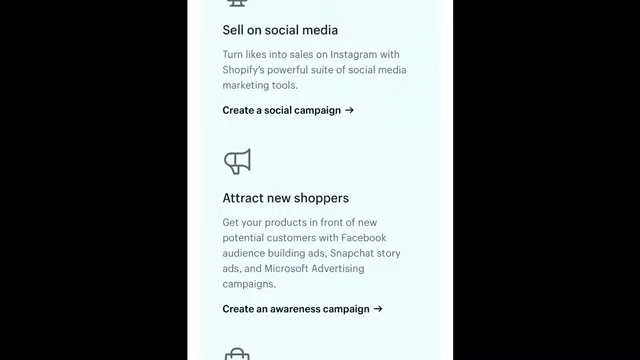 Sell on social media
Turn likes into sales on Instagram with
Shopify's powerful suite of social media
marketing tools.
Create a social campaign →
Attract new shoppers
Get your products in front of new
potential customers with Facebook
audience building ads, Snapchat story
ads, and Microsoft Advertising
campaigns.
Create an awareness campaign →